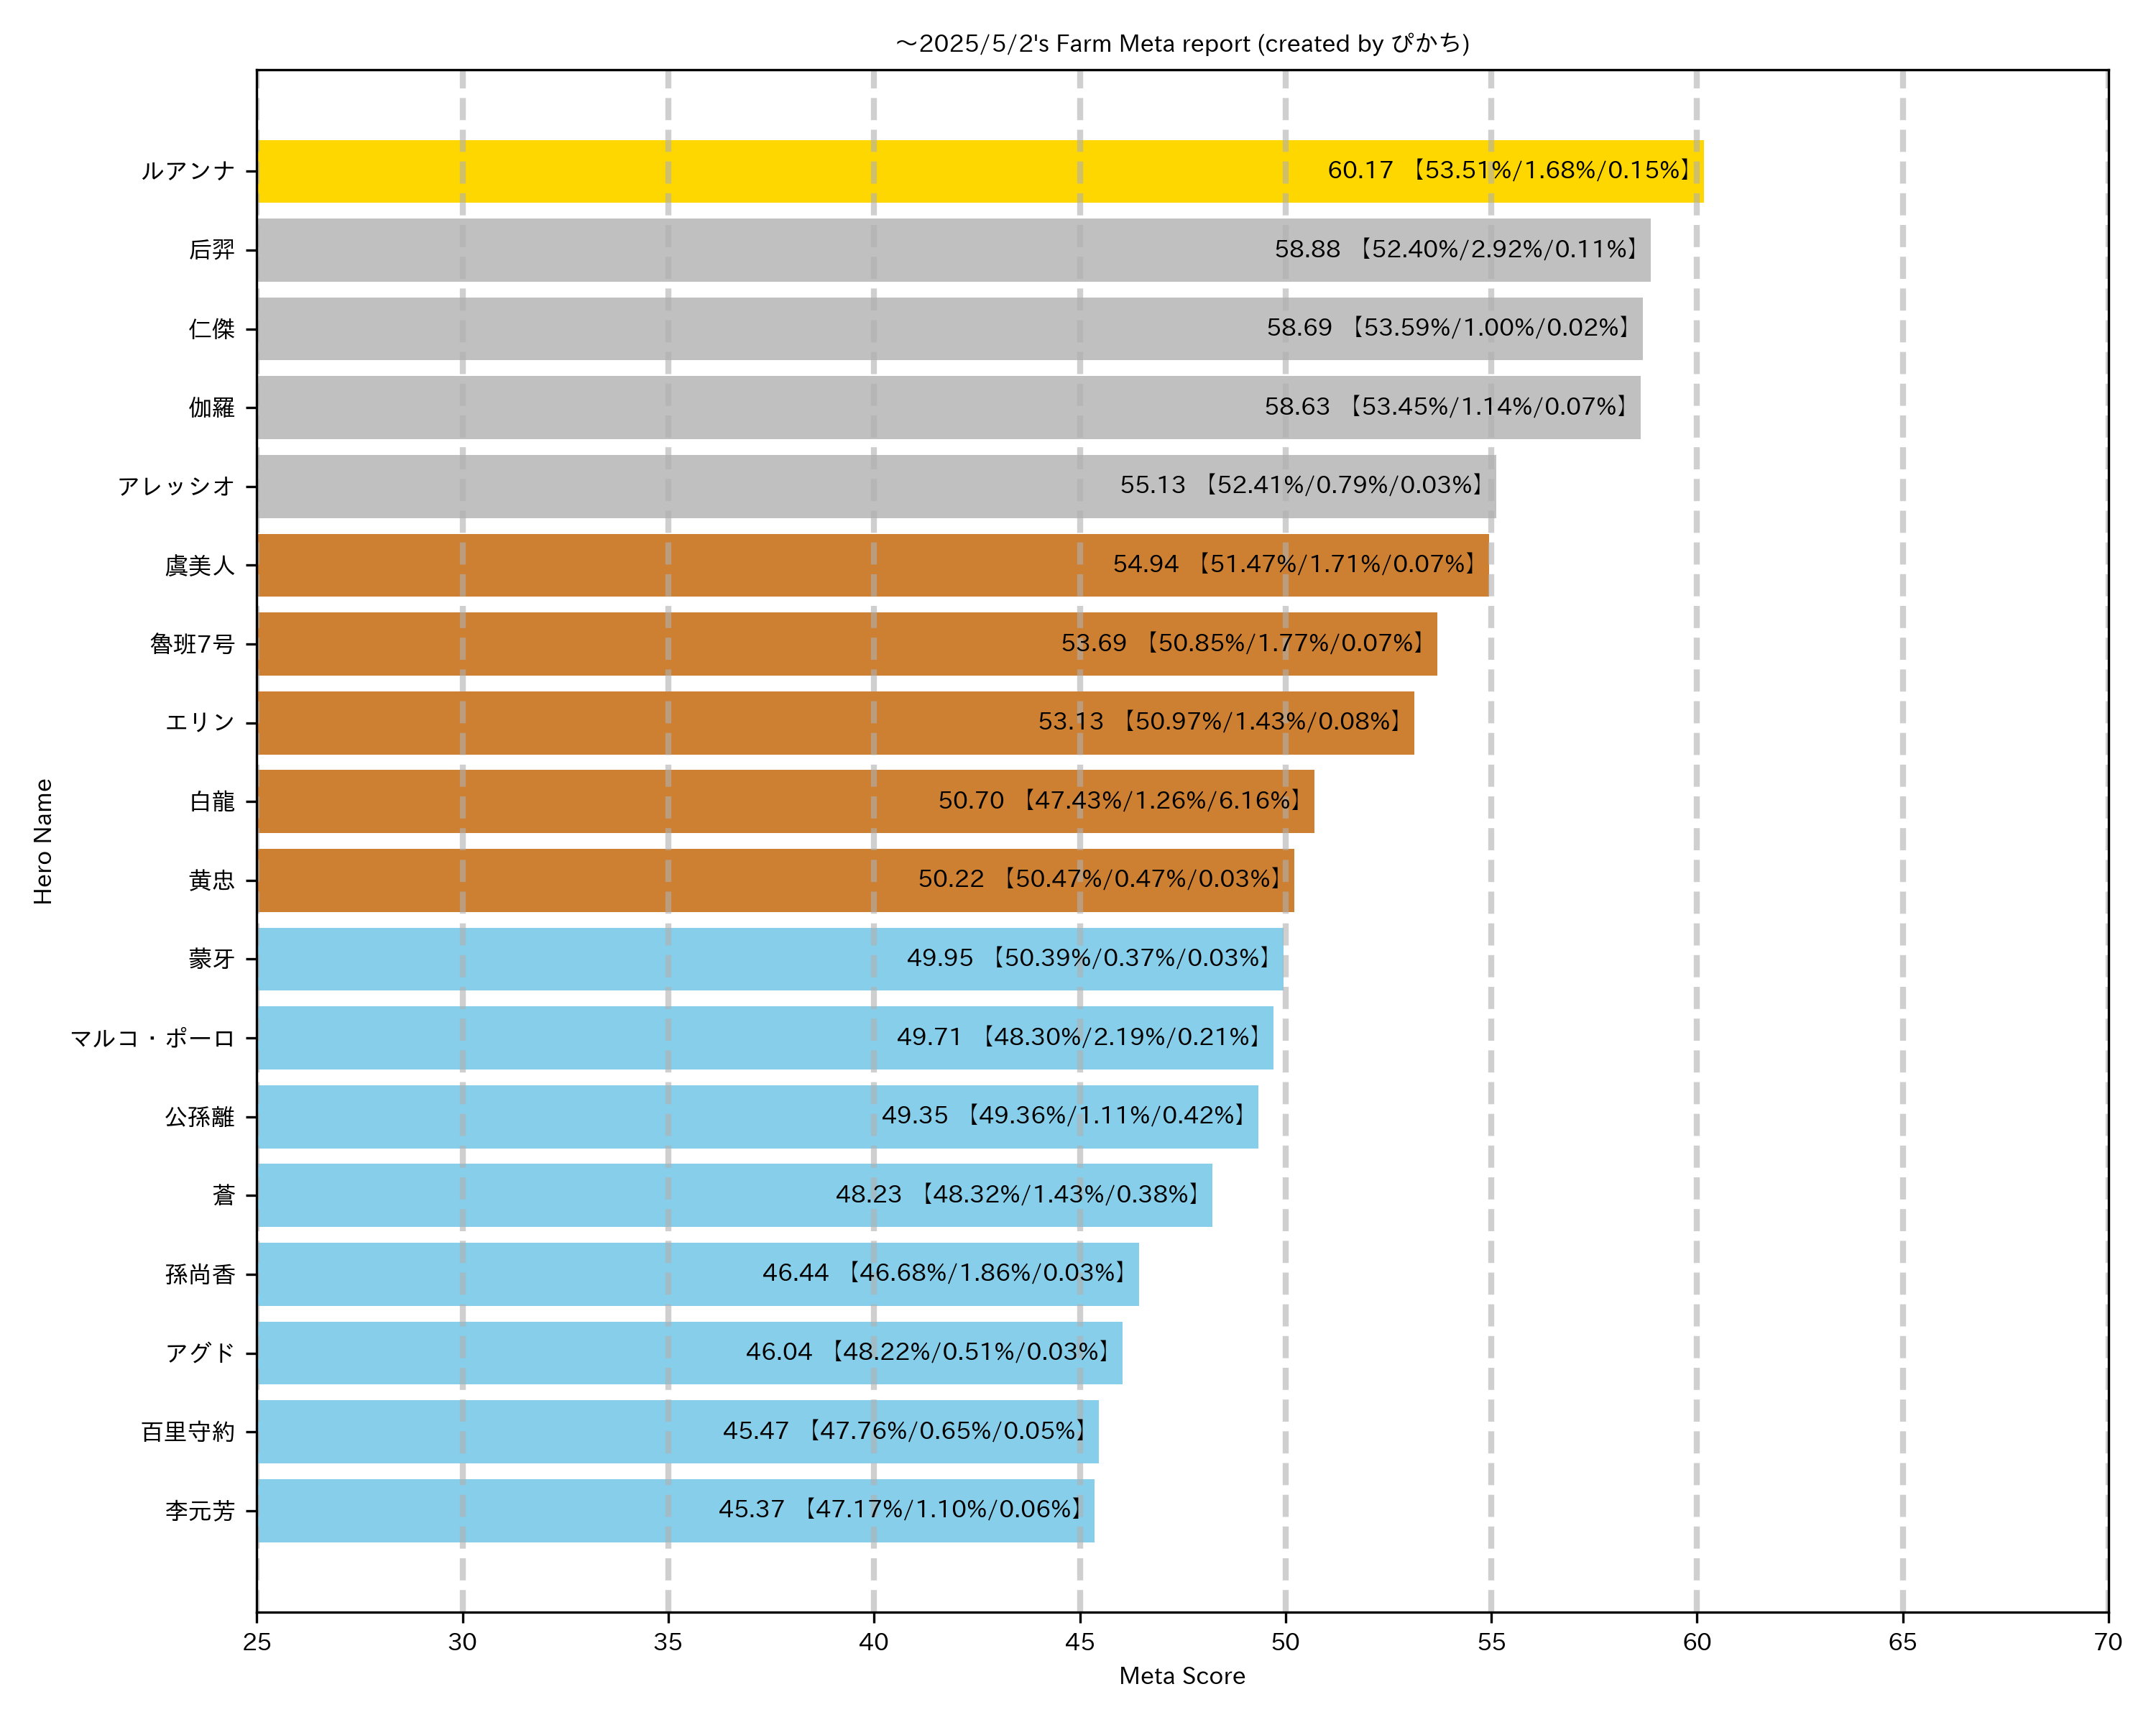 ～2025/5/2's Farm Meta report (created by ぴかち)
Hero Name
ルアンナ 60.17 【53.51%/1.68%/0.15%】
后羿 58.88 【52.40%/2.92%/0.11%】
仁傑 58.69 【53.59%/1.00%/0.02%】
伽羅 58.63 【53.45%/1.14%/0.07%】
アレッシオ 55.13 【52.41%/0.79%/0.03%】
虞美人 54.94 【51.47%/1.71%/0.07%】
魯班7号 53.69 【50.85%/1.77%/0.07%】
エリン 53.13 【50.97%/1.43%/0.08%】
白龍 50.70 【47.43%/1.26%/6.16%】
黄忠 50.22 【50.47%/0.47%/0.03%】
蒙牙 49.95 【50.39%/0.37%/0.03%】
マルコ・ポーロ 49.71 【48.30%/2.19%/0.21%】
公孫離 49.35 【49.36%/1.11%/0.42%】
蒼 48.23 【48.32%/1.43%/0.38%】
孫尚香 46.44 【46.68%/1.86%/0.03%】
アグド 46.04 【48.22%/0.51%/0.03%】
百里守約 45.47 【47.76%/0.65%/0.05%】
李元芳 45.37 【47.17%/1.10%/0.06%】
25 30 35 40 45 50 55 60 65 70
Meta Score